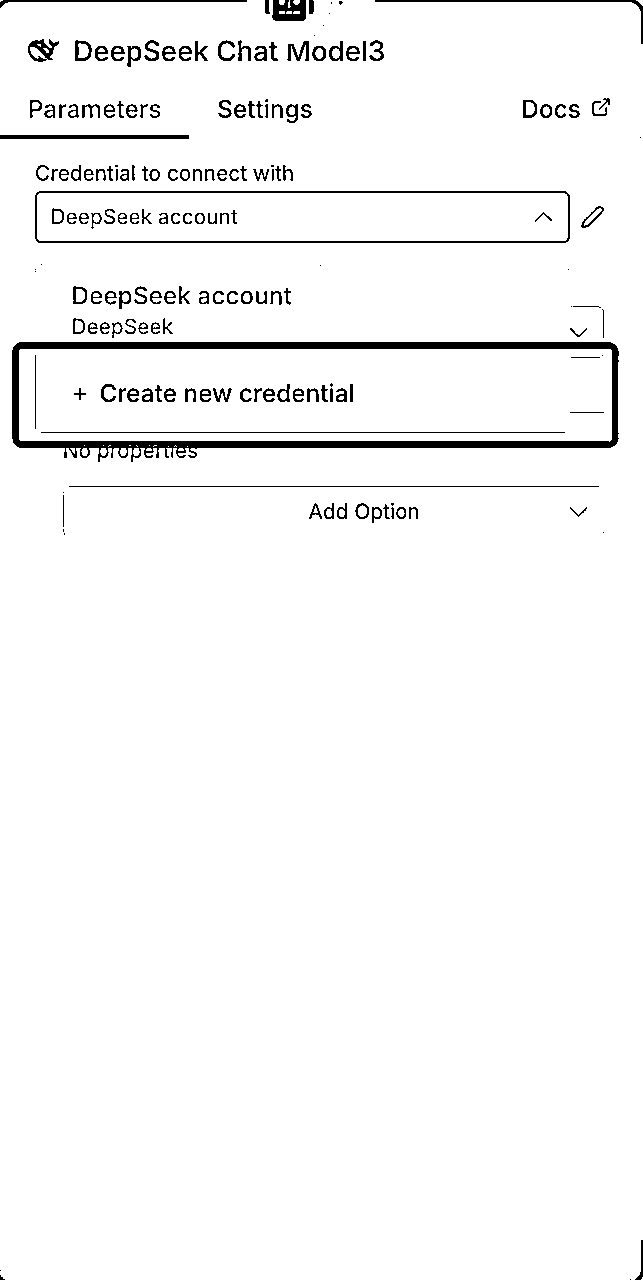 DeepSeek Chat Model3
Parameters Settings Docs
Credential to connect with
DeepSeek account
DeepSeek account
DeepSeek
+ Create new credential
No properties
Add Option